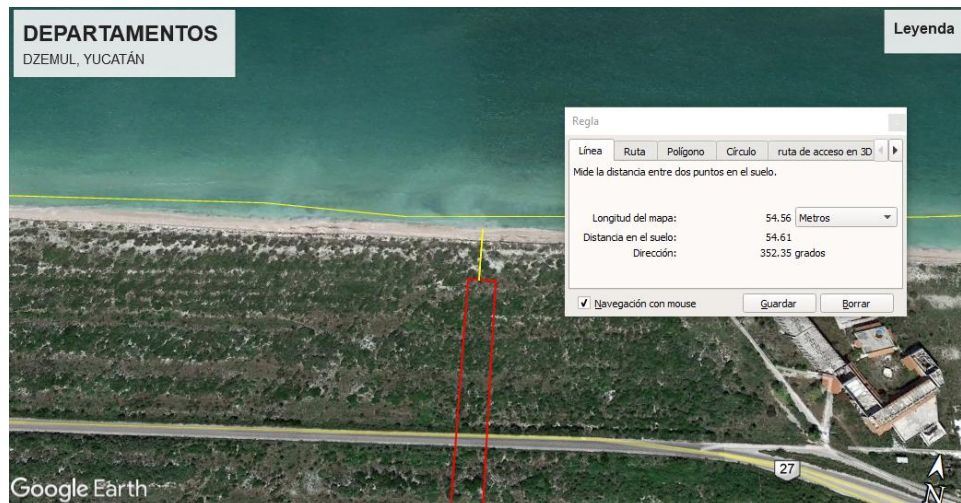 DEPARTAMENTOS
DZEMUL, YUCATÁN
Leyenda
Regla
Línea Ruta Polígono Círculo ruta de acceso en 3D
Mide la distancia entre dos puntos en el suelo.
Longitud del mapa: 54.56 Metros
Distancia en el suelo: 54.61
Dirección: 352.35 grados
Navegación con mouse Guardar Borrar
27
Google Earth
N